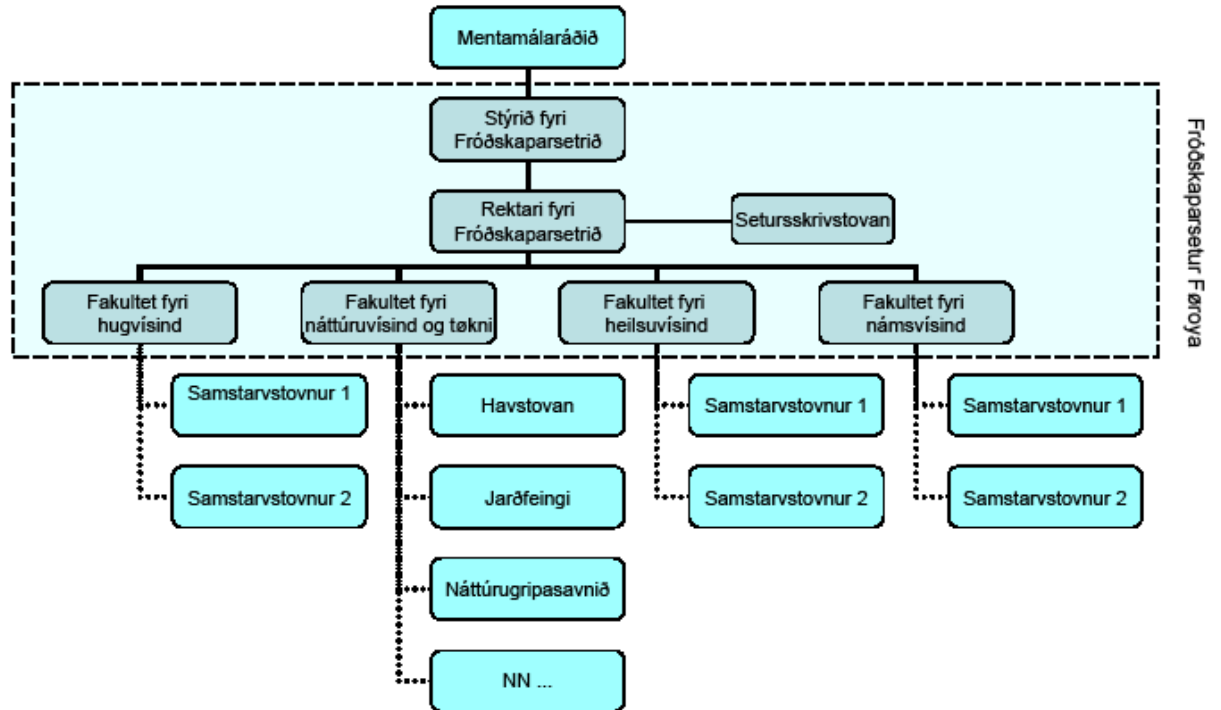 Mentamálaráðið
Stýrið fyri
Fróðskaparsetrið
Rektari fyri
Fróðskaparsetrið
Setursskrivstovan
Fróðskaparsetur Føroya
Fakultet fyri
hugvísind
Fakultet fyri
náttúruvísind og tøkni
Fakultet fyri
heilsuvísind
Fakultet fyri
námsvísind
Samstarvstovnur 1
Havstovan
Samstarvstovnur 1
Samstarvstovnur 1
Samstarvstovnur 2
Jarðfeingi
Samstarvstovnur 2
Samstarvstovnur 2
Náttúrugripasavnið
NN ...